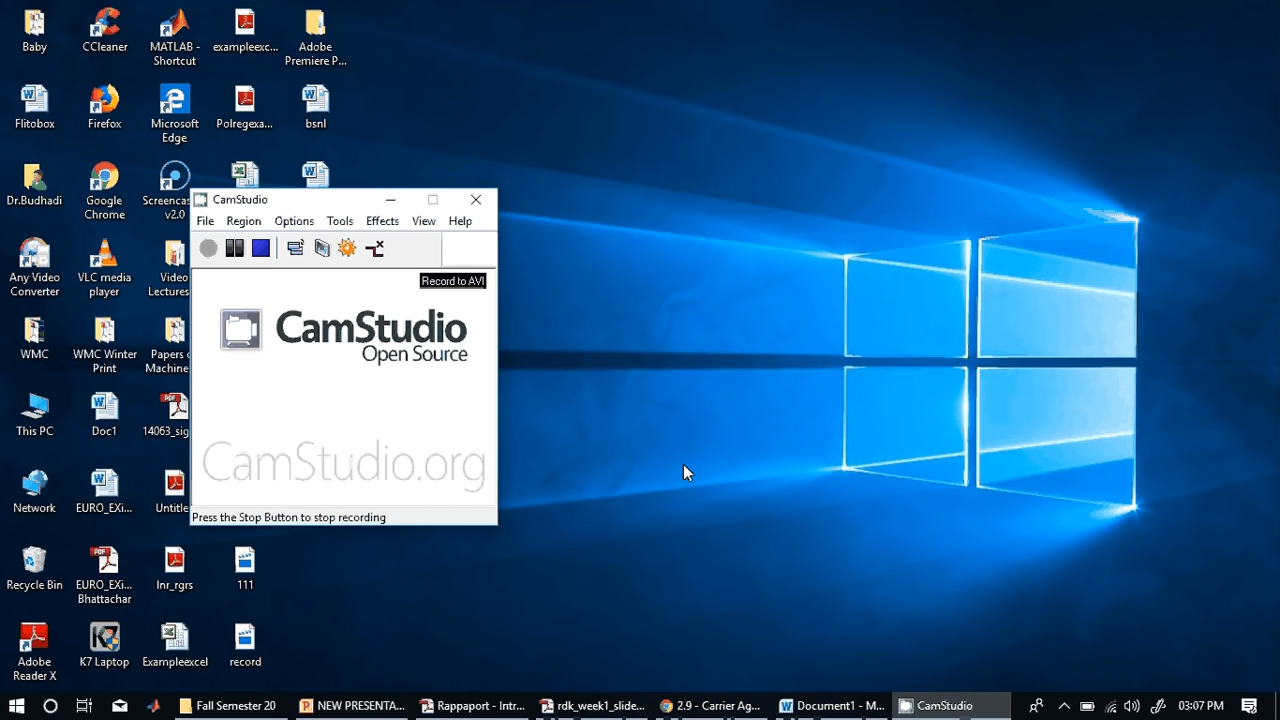 Baby
CCleaner
MATLAB -
Shortcut
exampleexc...
Adobe
Premiere P...
Flitobox
Firefox
Microsoft
Edge
Polregexa...
bsnl
Dr.Budhadi
Google
Chrome
Screencas
v2.0
Any Video
Converter
VLC media
player
Video
Lectures
WMC
WMC Winter
Print
Papers
Machine
This PC
Doc1
14063_sig
Network
EURO_EXi...
Untitle
Recycle Bin
EURO_EXi...
Bhattachar
lnr_rgrs
111
Adobe
Reader X
K7 Laptop
Exampleexcel
record
CamStudio
File Region Options Tools Effects View Help
Record to AVI
CamStudio
Open Source
CamStudio.org
Press the Stop Button to stop recording
Fall Semester 20
NEW PRESENTA...
Rappaport - Intr...
rdk_week1_slide...
2.9 - Carrier Ag...
Document1 - M...
CamStudio
03:07 PM